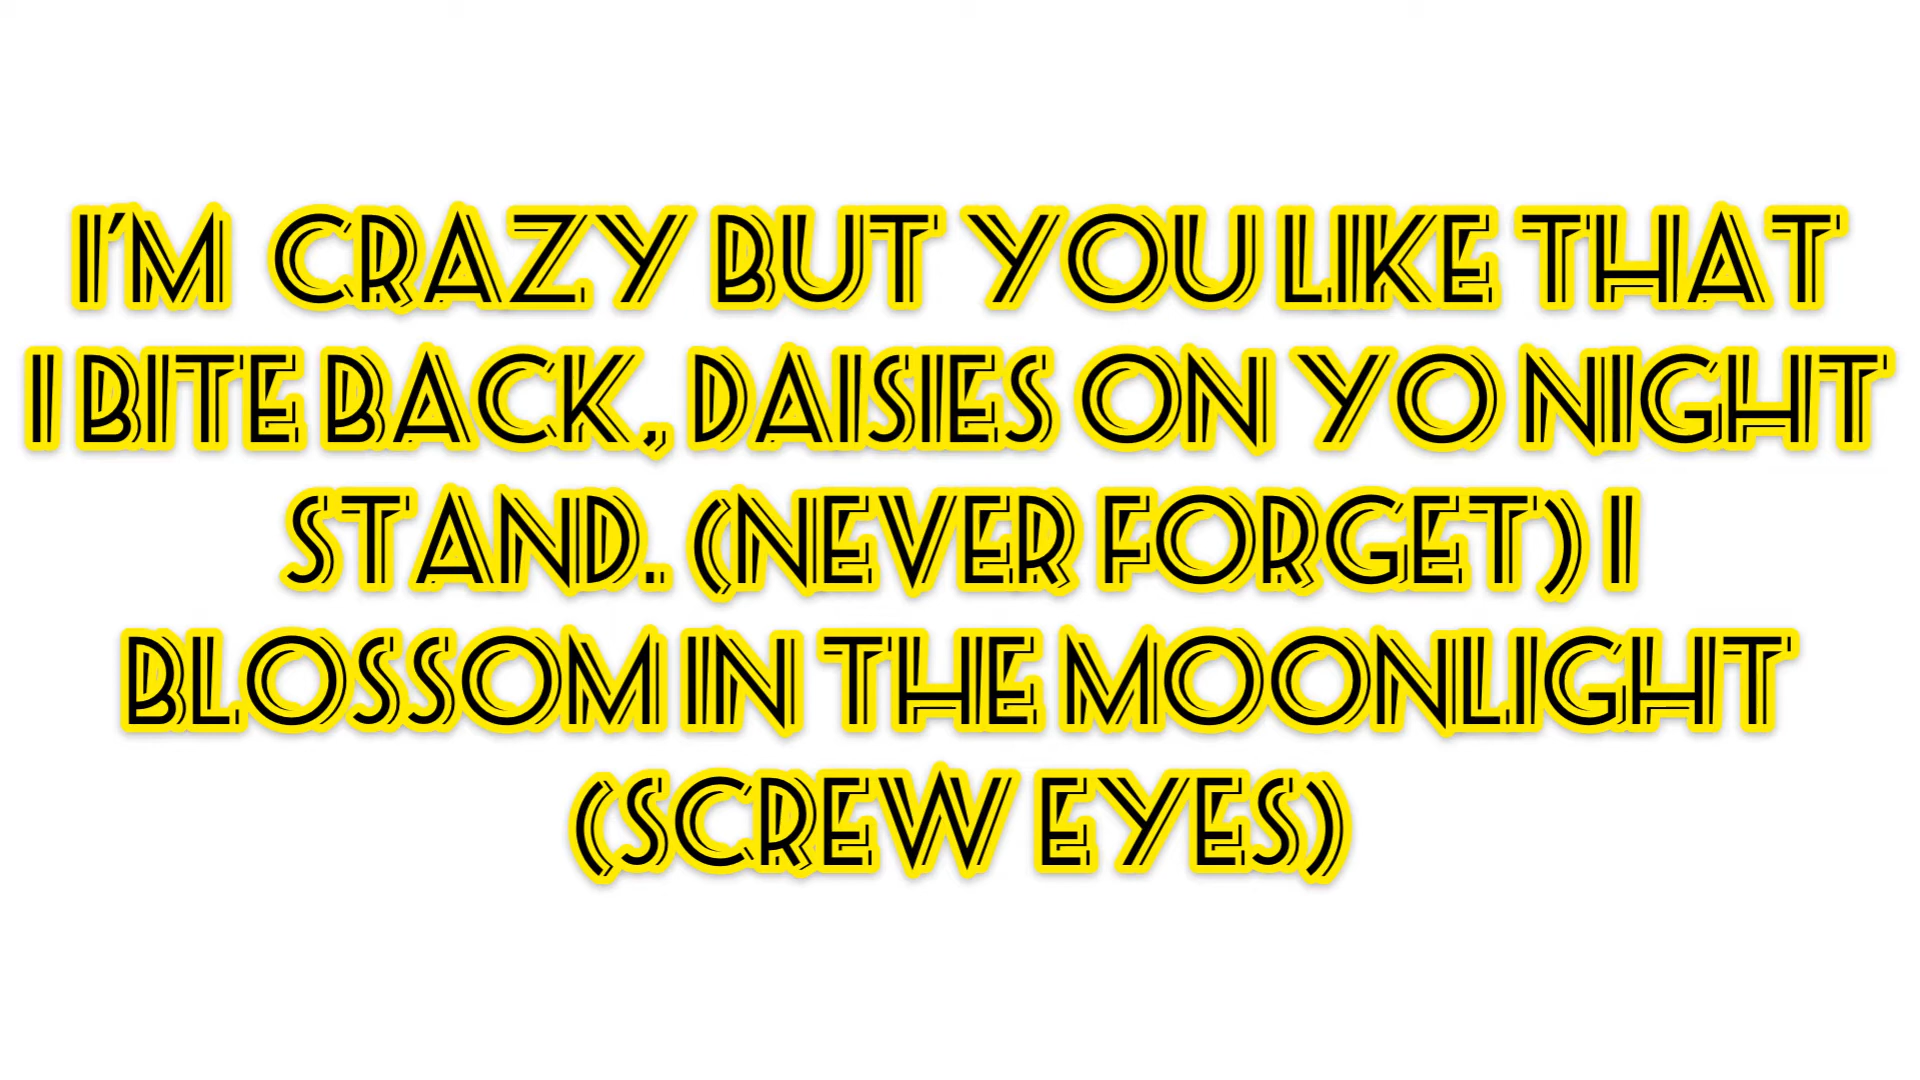 I'M CRAZY BUT YOU LIKE THAT
I BITE BACK, DAISIES ON YO NIGHT
STAND. (NEVER FORGET) I
BLOSSOM IN THE MOONLIGHT
(SCREW EYES)